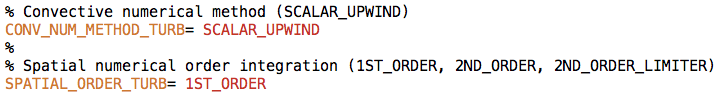 % Convective numerical method (SCALAR_UPWIND)
CONV_NUM_METHOD_TURB= SCALAR_UPWIND
%
% Spatial numerical order integration (1ST_ORDER, 2ND_ORDER, 2ND_ORDER_LIMITER)
SPATIAL_ORDER_TURB= 1ST_ORDER